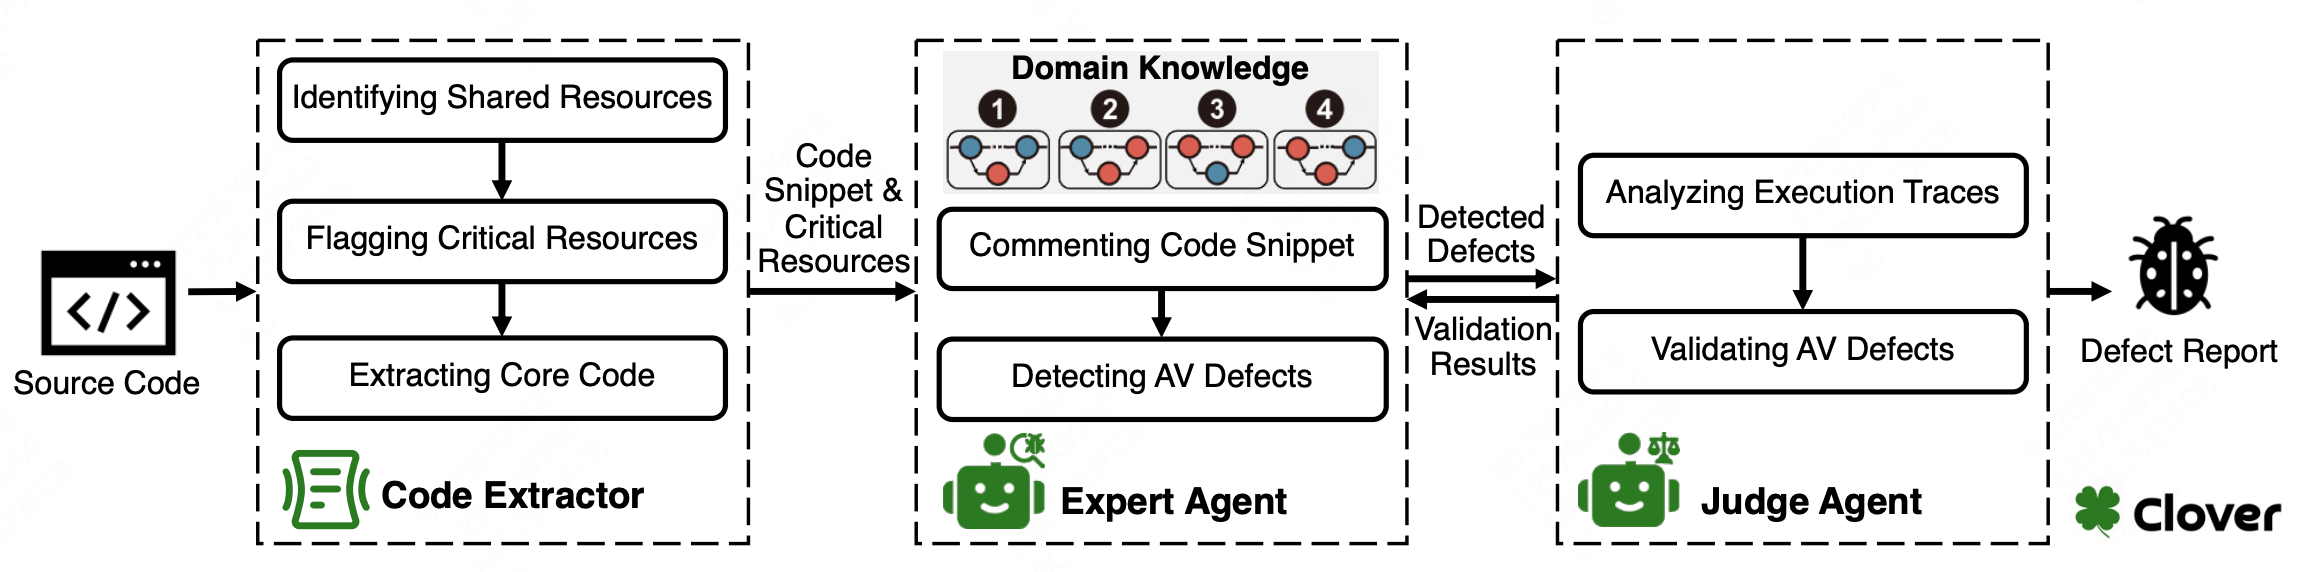 Source Code
Identifying Shared Resources
Flagging Critical Resources
Extracting Core Code
Code Extractor
Code
Snippet &
Critical
Resources
Domain Knowledge
1 2 3 4
Commenting Code Snippet
Detecting AV Defects
Expert Agent
Detected
Defects
Validation
Results
Analyzing Execution Traces
Validating AV Defects
Judge Agent
Defect Report
Clover